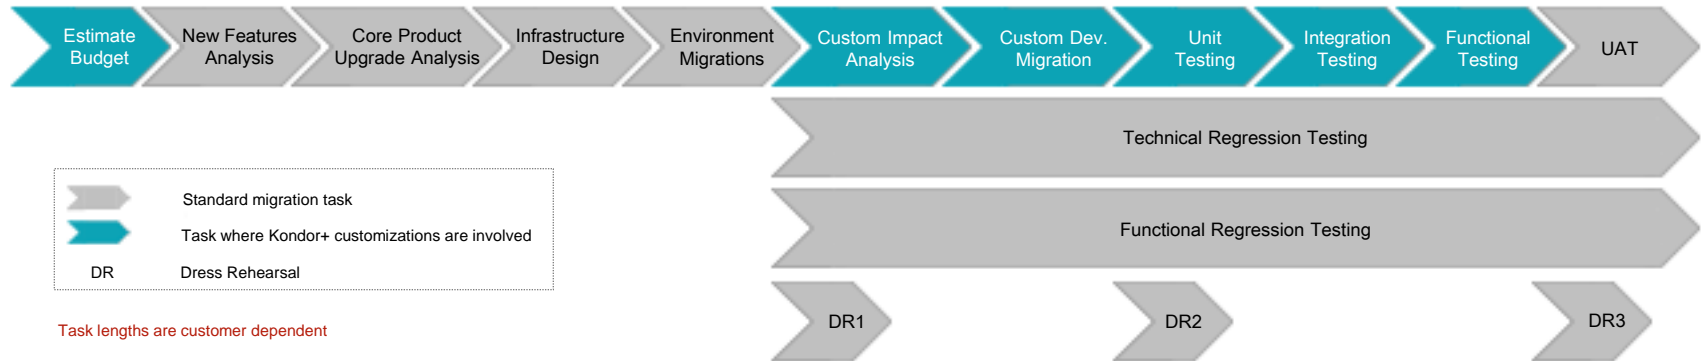 Estimate
Budget
New Features
Analysis
Core Product
Upgrade Analysis
Infrastructure
Design
Environment
Migrations
Custom Impact
Analysis
Custom Dev.
Migration
Unit
Testing
Integration
Testing
Functional
Testing
UAT
Technical Regression Testing
Functional Regression Testing
DR1
DR2
DR3
Standard migration task
Task where Kondor+ customizations are involved
DR Dress Rehearsal
Task lengths are customer dependent